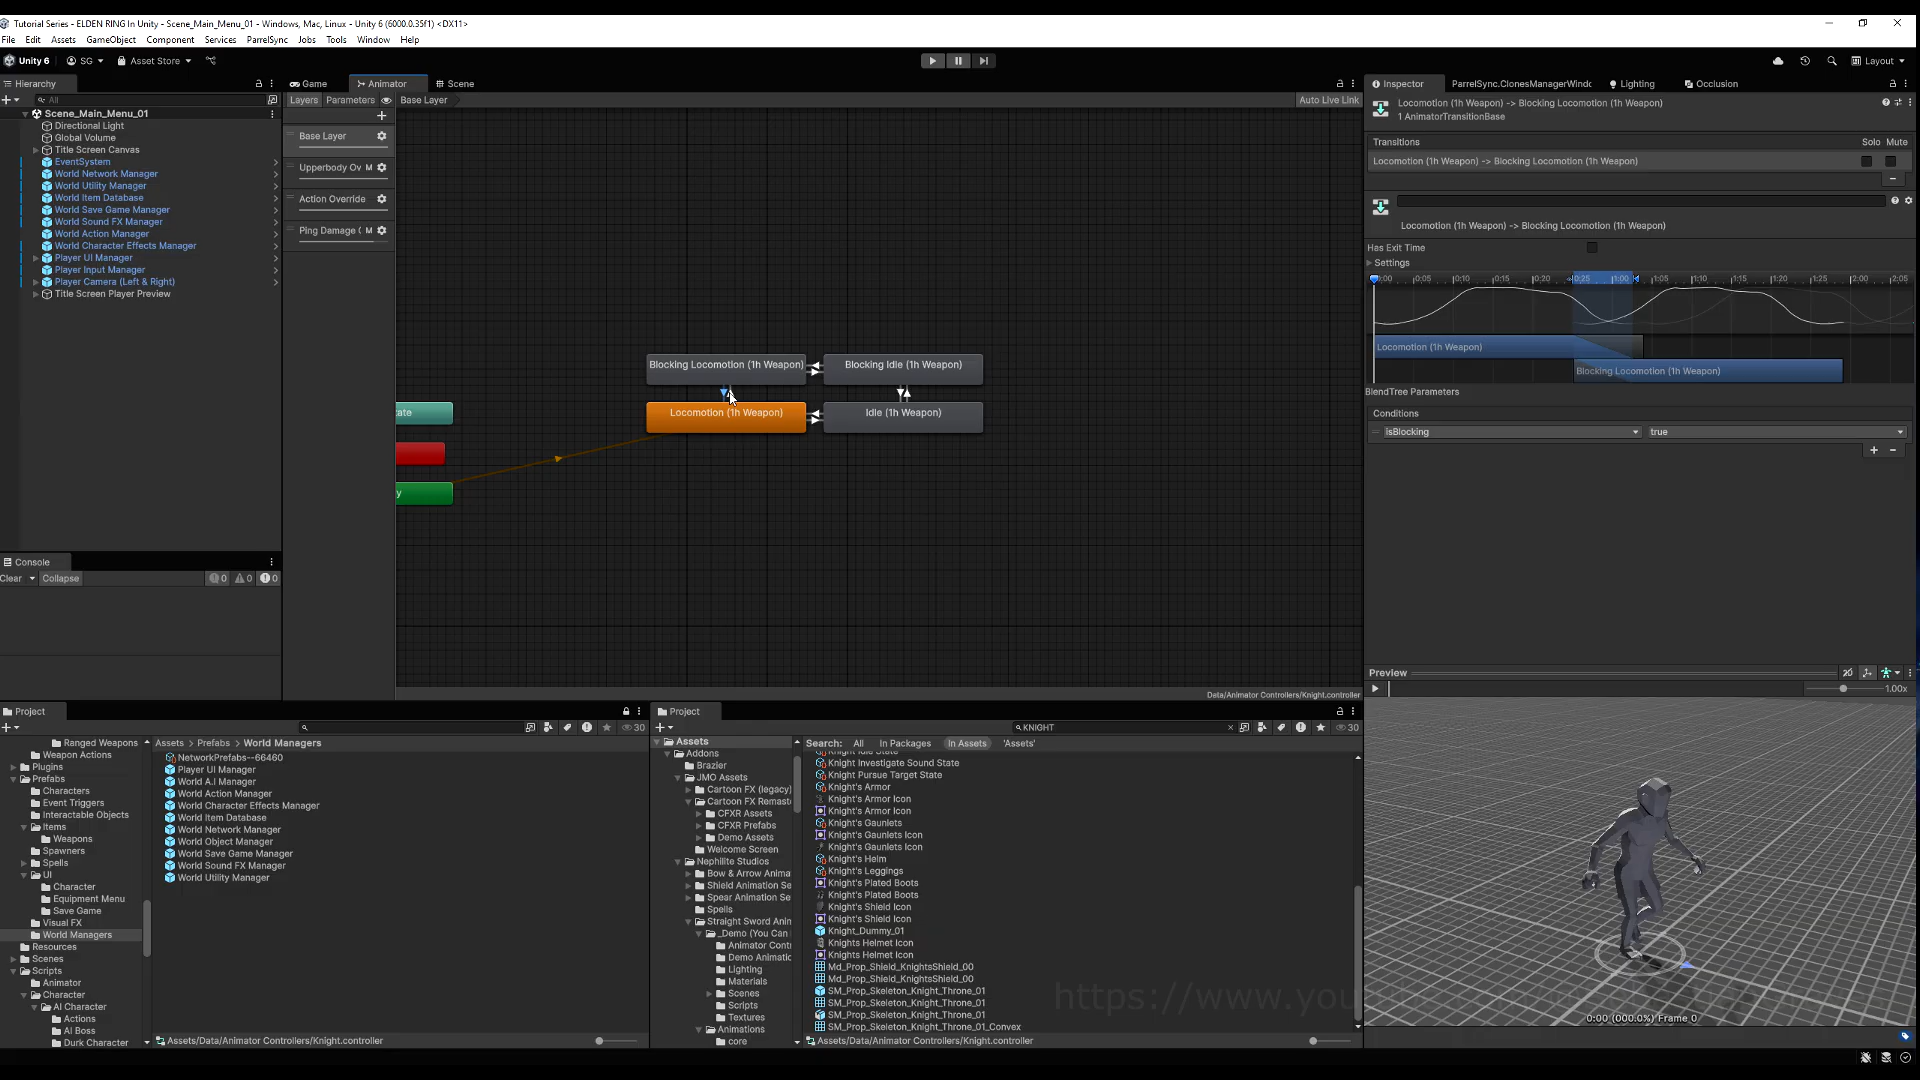 Tutorial Series - ELDEN RING In Unity - Scene_Main_Menu_01 - Windows, Mac, Linux - Unity 6 (6000.0.35f1) <DX11>
File Edit Assets GameObject Component Services ParrelSync Jobs Tools Window Help
Unity 6 SG Asset Store Layout
Hierarchy
All
Scene_Main_Menu_01
Directional Light
Global Volume
Title Screen Canvas
EventSystem
World Network Manager
World Utility Manager
World Item Database
World Save Game Manager
World Sound FX Manager
World Action Manager
World Character Effects Manager
Player UI Manager
Player Input Manager
Player Camera (Left & Right)
Title Screen Player Preview
Console
Clear Collapse 0 0 0
Game Animator Scene
Layers Parameters Base Layer Auto Live Link
Base Layer
Upperbody Ov M
Action Override
Ping Damage ( M
Blocking Locomotion (1h Weapon) Blocking Idle (1h Weapon)
Locomotion (1h Weapon) Idle (1h Weapon)
ate
y
Data/Animator Controllers/Knight.controller
Inspector ParrelSync.ClonesManagerWindo Lighting Occlusion
Locomotion (1h Weapon) -> Blocking Locomotion (1h Weapon)
1 AnimatorTransitionBase
Transitions Solo Mute
Locomotion (1h Weapon) -> Blocking Locomotion (1h Weapon)
Locomotion (1h Weapon) -> Blocking Locomotion (1h Weapon)
Has Exit Time
Settings
0:00 0:05 0:10 0:15 0:20 0:25 1:00 1:05 1:10 1:15 1:20 1:25 2:00 2:05
Locomotion (1h Weapon)
Blocking Locomotion (1h Weapon)
BlendTree Parameters
Conditions
isBlocking true
Preview
1.00x
0:00 (000.0%) Frame 0
Project
30
Ranged Weapons
Weapon Actions
Plugins
Prefabs
Characters
Event Triggers
Interactable Objects
Items
Weapons
Spawners
Spells
UI
Character
Equipment Menu
Save Game
Visual FX
World Managers
Resources
Scenes
Scripts
Animator
Character
AI Character
Actions
AI Boss
Durk Character
Assets Prefabs World Managers
NetworkPrefabs--66460
Player UI Manager
World A.I Manager
World Action Manager
World Character Effects Manager
World Item Database
World Network Manager
World Object Manager
World Save Game Manager
World Sound FX Manager
World Utility Manager
Assets/Data/Animator Controllers/Knight.controller
Project
KNIGHT 30
Assets
Addons
Brazier
JMO Assets
Cartoon FX (legacy)
Cartoon FX Remast
CFXR Assets
CFXR Prefabs
Demo Assets
Welcome Screen
Nephilite Studios
Bow & Arrow Anima
Shield Animation Se
Spear Animation Se
Spells
Straight Sword Anin
_Demo (You Can
Animator Cont
Demo Animatic
Lighting
Materials
Scenes
Scripts
Textures
Animations
core
Search: All In Packages In Assets 'Assets'
Knight Idle State
Knight Investigate Sound State
Knight Pursue Target State
Knight's Armor
Knight's Armor Icon
Knight's Armor Icon
Knight's Gaunlets
Knight's Gaunlets Icon
Knight's Gaunlets Icon
Knight's Helm
Knight's Leggings
Knight's Plated Boots
Knight's Plated Boots
Knight's Shield Icon
Knight's Shield Icon
Knight_Dummy_01
Knights Helmet Icon
Knights Helmet Icon
Md_Prop_Shield_KnightsShield_00
Md_Prop_Shield_KnightsShield_00
SM_Prop_Skeleton_Knight_Throne_01
SM_Prop_Skeleton_Knight_Throne_01
SM_Prop_Skeleton_Knight_Throne_01
SM_Prop_Skeleton_Knight_Throne_01_Convex
Assets/Data/Animator Controllers/Knight.controller
https://www.you